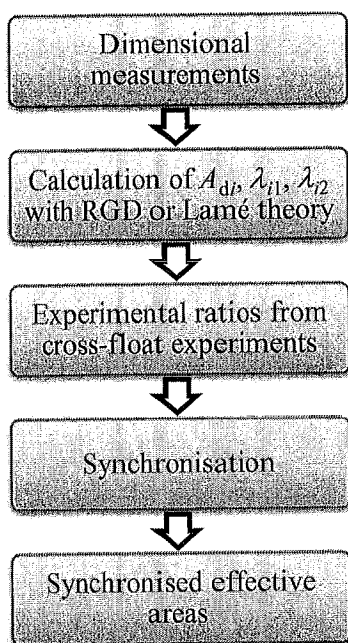 Dimensional
measurements
Calculation of A_di, λ_i1, λ_i2
with RGD or Lamé theory
Experimental ratios from
cross-float experiments
Synchronisation
Synchronised effective
areas